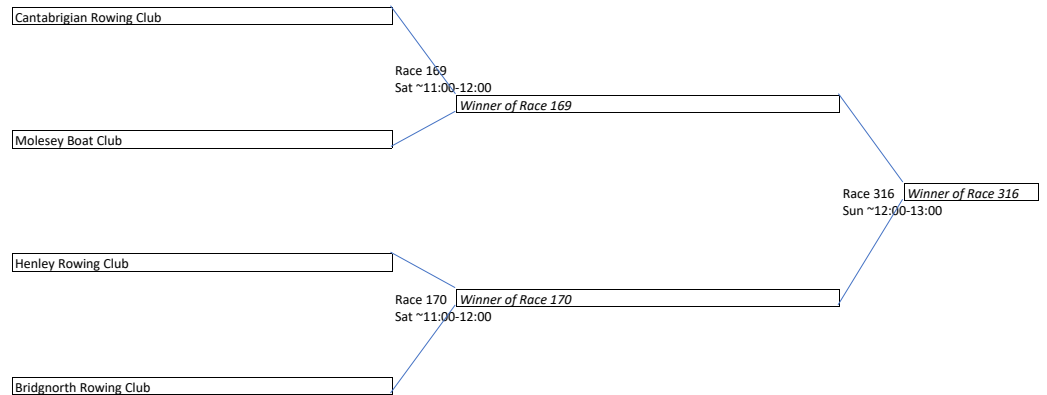 Cantabrigian Rowing Club
Race 169
Sat ~11:00-12:00
Winner of Race 169
Molesey Boat Club
Race 316
Winner of Race 316
Sun ~12:00-13:00
Henley Rowing Club
Race 170
Winner of Race 170
Sat ~11:00-12:00
Bridgnorth Rowing Club